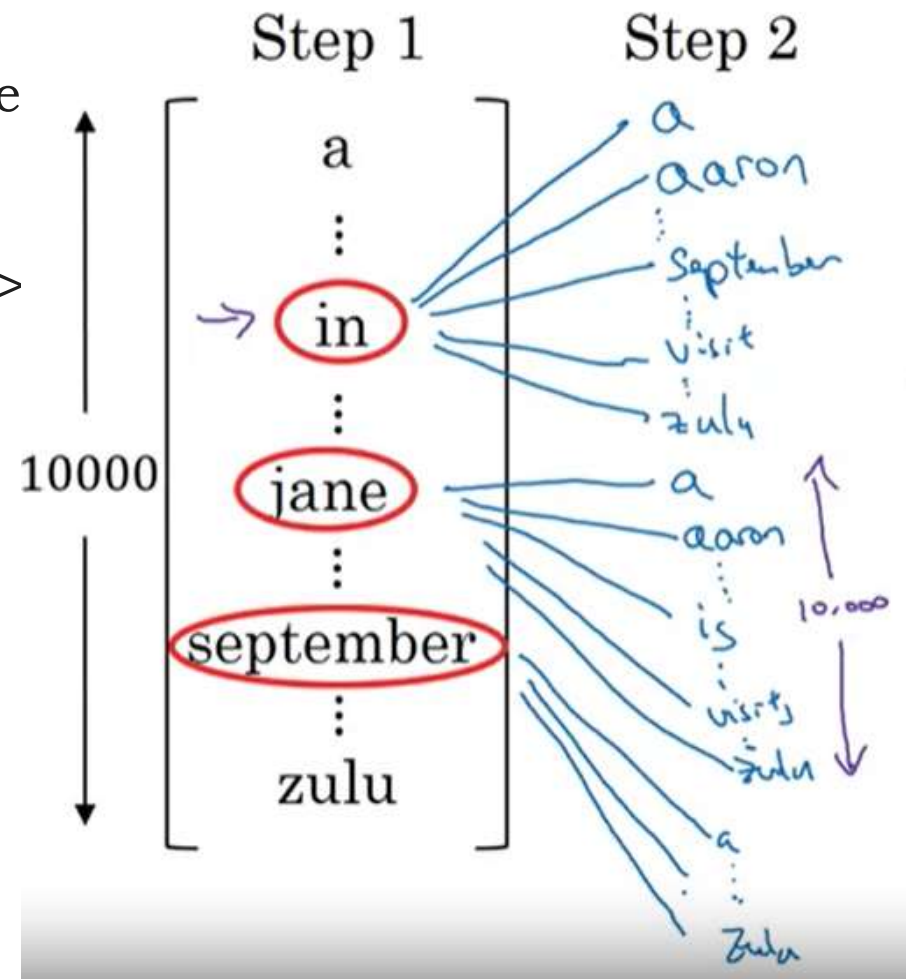 Step 1
Step 2
e
a
>
in
10000
jane
september
zulu
a
aaron
September
visit
zulu
a
aaron
is
visits
zulu
10,000
a
zulu